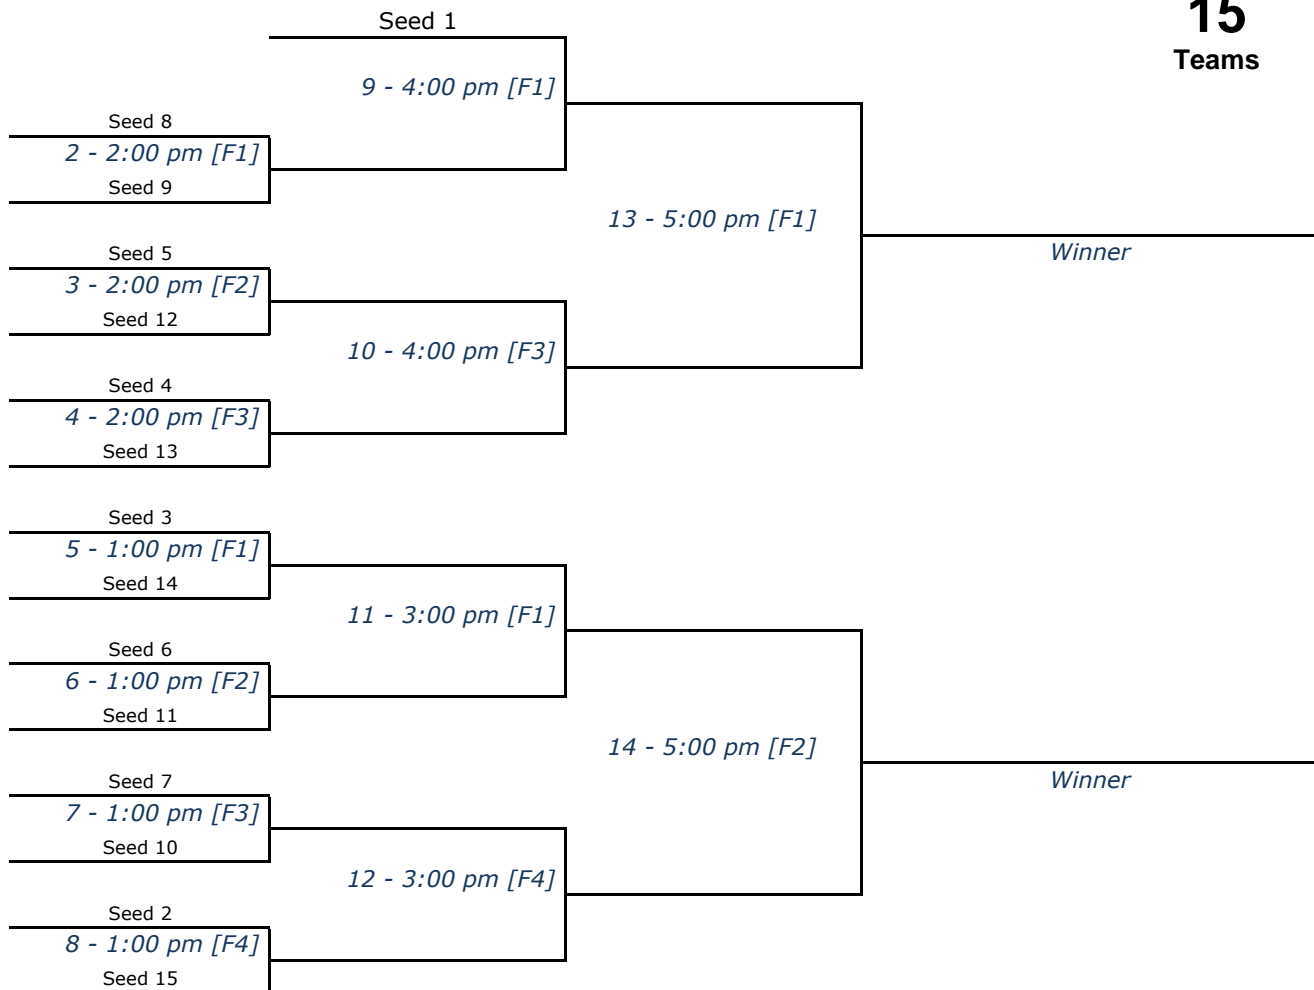 15
Teams
Seed 1
9 - 4:00 pm [F1]
Seed 8
2 - 2:00 pm [F1]
Seed 9
13 - 5:00 pm [F1]
Winner
Seed 5
3 - 2:00 pm [F2]
Seed 12
10 - 4:00 pm [F3]
Seed 4
4 - 2:00 pm [F3]
Seed 13
Seed 3
5 - 1:00 pm [F1]
Seed 14
11 - 3:00 pm [F1]
Seed 6
6 - 1:00 pm [F2]
Seed 11
14 - 5:00 pm [F2]
Winner
Seed 7
7 - 1:00 pm [F3]
Seed 10
12 - 3:00 pm [F4]
Seed 2
8 - 1:00 pm [F4]
Seed 15